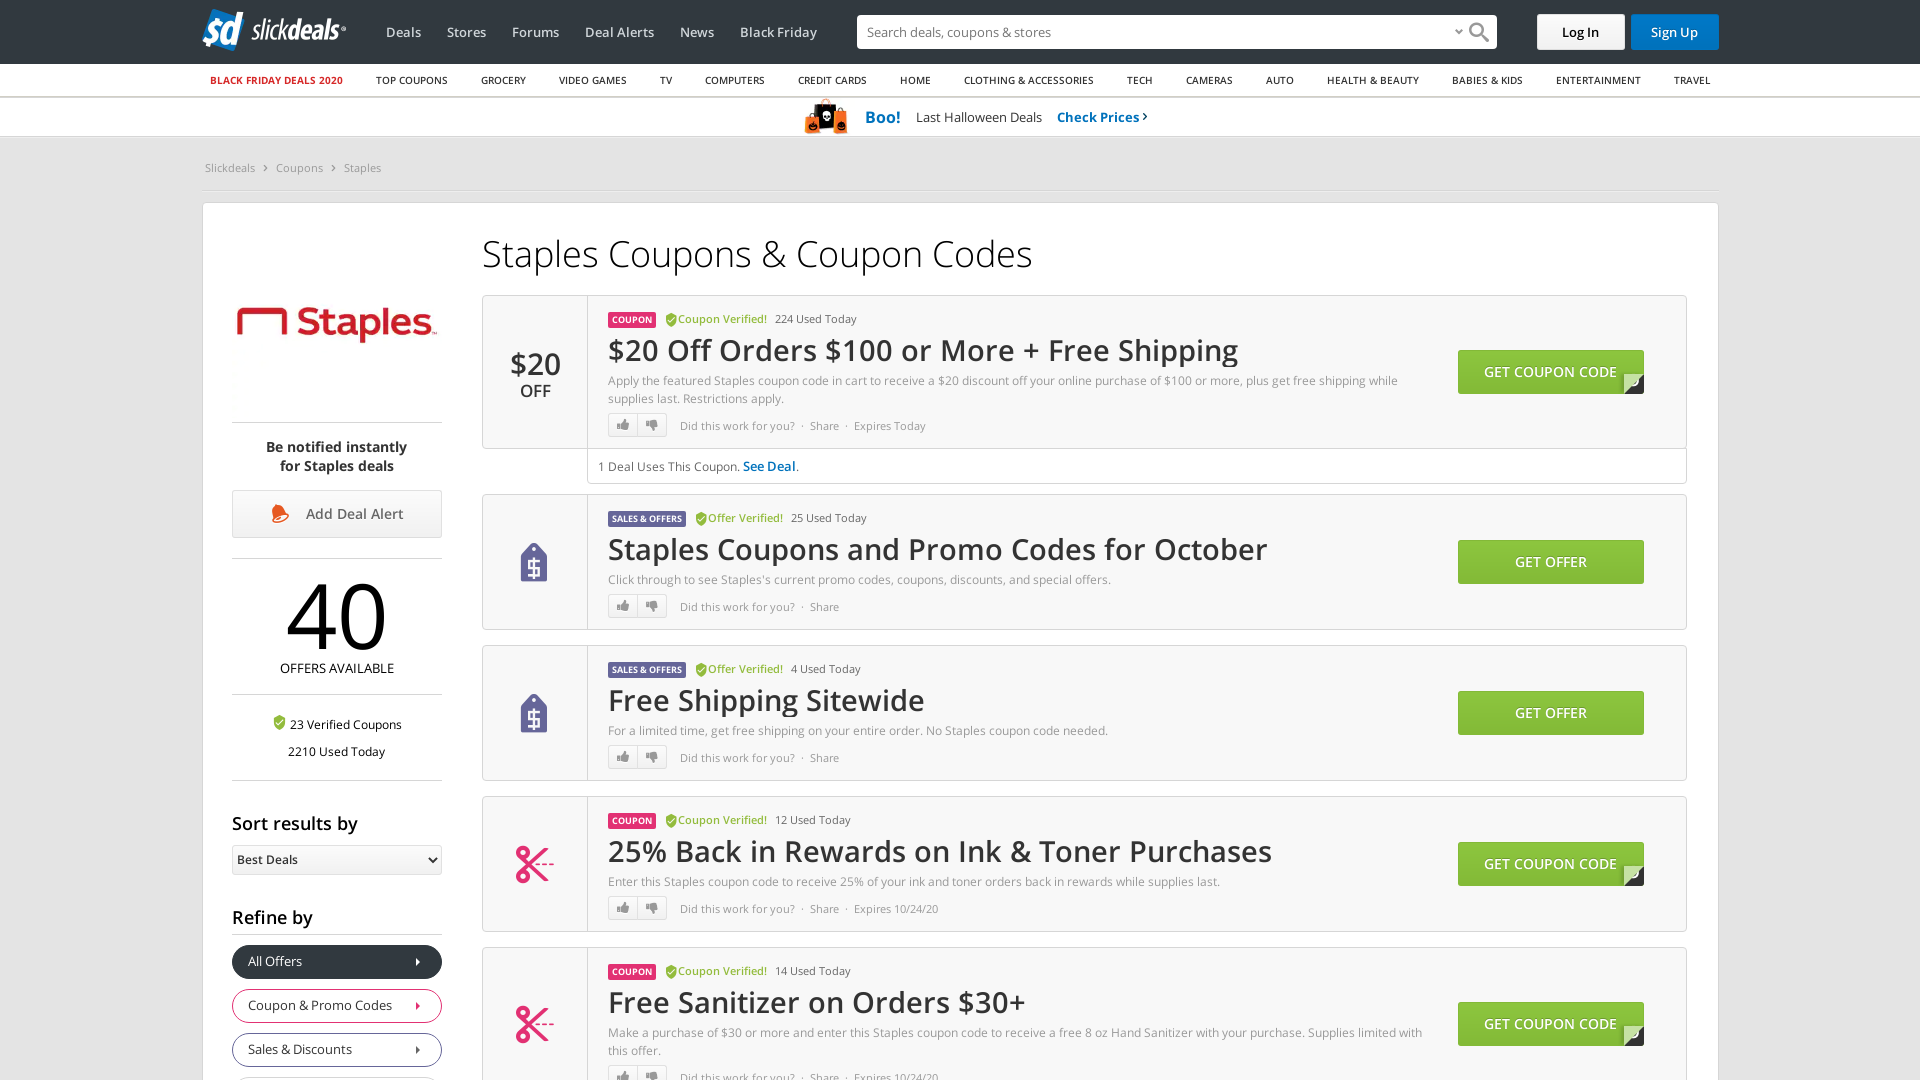 slickdeals
Deals
Stores
Forums
Deal Alerts
News
Black Friday
Search deals, coupons & stores
Log In
Sign Up
BLACK FRIDAY DEALS 2020
TOP COUPONS
GROCERY
VIDEO GAMES
TV
COMPUTERS
CREDIT CARDS
HOME
CLOTHING & ACCESSORIES
TECH
CAMERAS
AUTO
HEALTH & BEAUTY
BABIES & KIDS
ENTERTAINMENT
TRAVEL
Boo! Last Halloween Deals Check Prices
Slickdeals > Coupons > Staples
Staples
Be notified instantly
for Staples deals
Add Deal Alert
40
OFFERS AVAILABLE
23 Verified Coupons
2210 Used Today
Sort results by
Best Deals
Refine by
All Offers
Coupon & Promo Codes
Sales & Discounts
Staples Coupons & Coupon Codes
$20
OFF
COUPON Coupon Verified! 224 Used Today
$20 Off Orders $100 or More + Free Shipping
Apply the featured Staples coupon code in cart to receive a $20 discount off your online purchase of $100 or more, plus get free shipping while
supplies last. Restrictions apply.
Did this work for you? · Share · Expires Today
GET COUPON CODE
1 Deal Uses This Coupon. See Deal.
SALES & OFFERS Offer Verified! 25 Used Today
Staples Coupons and Promo Codes for October
Click through to see Staples's current promo codes, coupons, discounts, and special offers.
Did this work for you? · Share
GET OFFER
SALES & OFFERS Offer Verified! 4 Used Today
Free Shipping Sitewide
For a limited time, get free shipping on your entire order. No Staples coupon code needed.
Did this work for you? · Share
GET OFFER
COUPON Coupon Verified! 12 Used Today
25% Back in Rewards on Ink & Toner Purchases
Enter this Staples coupon code to receive 25% of your ink and toner orders back in rewards while supplies last.
Did this work for you? · Share · Expires 10/24/20
GET COUPON CODE
COUPON Coupon Verified! 14 Used Today
Free Sanitizer on Orders $30+
Make a purchase of $30 or more and enter this Staples coupon code to receive a free 8 oz Hand Sanitizer with your purchase. Supplies limited with
this offer.
Did this work for you? · Share · Expires 10/24/20
GET COUPON CODE